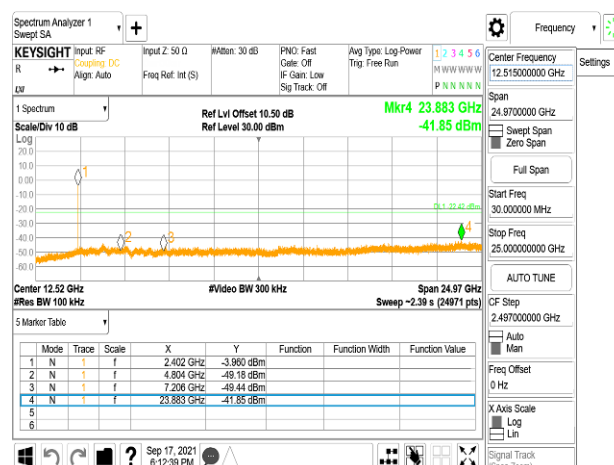 Spectrum Analyzer 1
Swept SA
Frequency
KEYSIGHT Input: RF Input Z: 50 Ω #Atten: 30 dB PNO: Fast Avg Type: Log-Power 1 2 3 4 5 6
R Coupling: DC Gate: Off Trig: Free Run M W W W W W
Align: Auto Freq Ref: Int (S) IF Gain: Low
Sig Track: Off P N N N N N
LXI
Settings
1 Spectrum
Scale/Div 10 dB
Ref Lvl Offset 10.50 dB
Ref Level 30.00 dBm
Mkr4 23.883 GHz
-41.85 dBm
Log
20.0
10.0
0.00
-10.0
-20.0
-30.0
-40.0
-50.0
-60.0
1
2
3
4
Center 12.52 GHz #Video BW 300 kHz Span 24.97 GHz
#Res BW 100 kHz Sweep ~2.39 s (24971 pts)
5 Marker Table
Mode Trace Scale X Y Function Function Width Function Value
1 N 1 f 2.402 GHz -3.960 dBm
2 N 1 f 4.804 GHz -49.18 dBm
3 N 1 f 7.206 GHz -49.44 dBm
4 N 1 f 23.883 GHz -41.85 dBm
5
6
Sep 17, 2021
6:12:39 PM
Center Frequency
12.515000000 GHz
Span
24.9700000 GHz
Swept Span
Zero Span
Full Span
Start Freq
30.000000 MHz
Stop Freq
25.000000000 GHz
AUTO TUNE
CF Step
2.497000000 GHz
Auto
Man
Freq Offset
0 Hz
X Axis Scale
Log
Lin
Signal Track